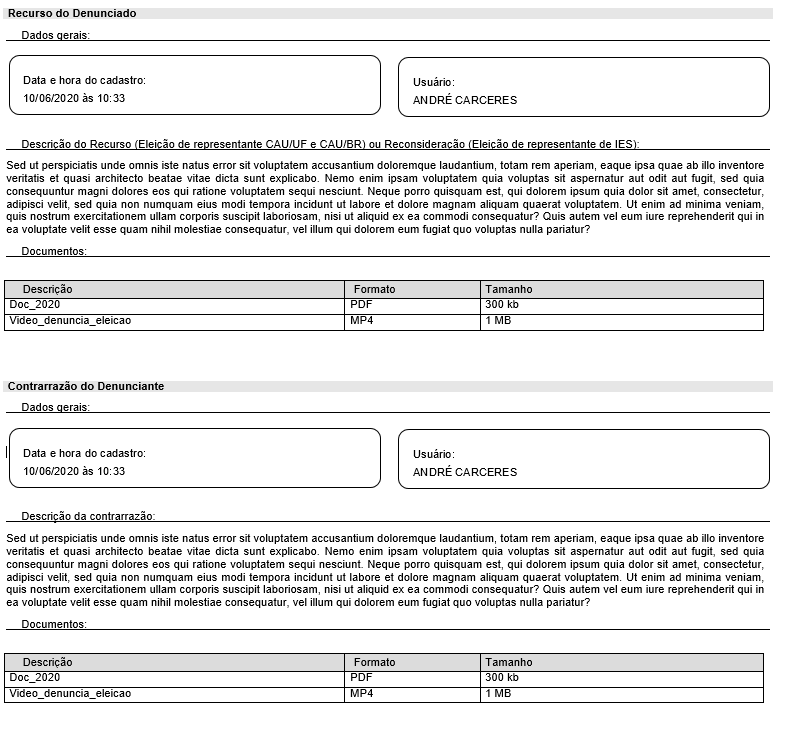 Recurso do Denunciado
Dados gerais:
Data e hora do cadastro:
10/06/2020 às 10:33
Usuário:
ANDRÉ CARCERES
Descrição do Recurso (Eleição de representante CAU/UF e CAU/BR) ou Reconsideração (Eleição de representante de IES):
Sed ut perspiciatis unde omnis iste natus error sit voluptatem accusantium doloremque laudantium, totam rem aperiam, eaque ipsa quae ab illo inventore
veritatis et quasi architecto beatae vitae dicta sunt explicabo. Nemo enim ipsam voluptatem quia voluptas sit aspernatur aut odit aut fugit, sed quia
consequuntur magni dolores eos qui ratione voluptatem sequi nesciunt. Neque porro quisquam est, qui dolorem ipsum quia dolor sit amet, consectetur,
adipisci velit, sed quia non numquam eius modi tempora incidunt ut labore et dolore magnam aliquam quaerat voluptatem. Ut enim ad minima veniam,
quis nostrum exercitationem ullam corporis suscipit laboriosam, nisi ut aliquid ex ea commodi consequatur? Quis autem vel eum iure reprehenderit qui in
ea voluptate velit esse quam nihil molestiae consequatur, vel illum qui dolorem eum fugiat quo voluptas nulla pariatur?
Documentos:
Descrição Formato Tamanho
Doc_2020 PDF 300 kb
Video_denuncia_eleicao MP4 1 MB
Contrarrazão do Denunciante
Dados gerais:
Data e hora do cadastro:
10/06/2020 às 10:33
Usuário:
ANDRÉ CARCERES
Descrição da contrarrazão:
Sed ut perspiciatis unde omnis iste natus error sit voluptatem accusantium doloremque laudantium, totam rem aperiam, eaque ipsa quae ab illo inventore
veritatis et quasi architecto beatae vitae dicta sunt explicabo. Nemo enim ipsam voluptatem quia voluptas sit aspernatur aut odit aut fugit, sed quia
consequuntur magni dolores eos qui ratione voluptatem sequi nesciunt. Neque porro quisquam est, qui dolorem ipsum quia dolor sit amet, consectetur,
adipisci velit, sed quia non numquam eius modi tempora incidunt ut labore et dolore magnam aliquam quaerat voluptatem. Ut enim ad minima veniam,
quis nostrum exercitationem ullam corporis suscipit laboriosam, nisi ut aliquid ex ea commodi consequatur? Quis autem vel eum iure reprehenderit qui in
ea voluptate velit esse quam nihil molestiae consequatur, vel illum qui dolorem eum fugiat quo voluptas nulla pariatur?
Documentos:
Descrição Formato Tamanho
Doc_2020 PDF 300 kb
Video_denuncia_eleicao MP4 1 MB